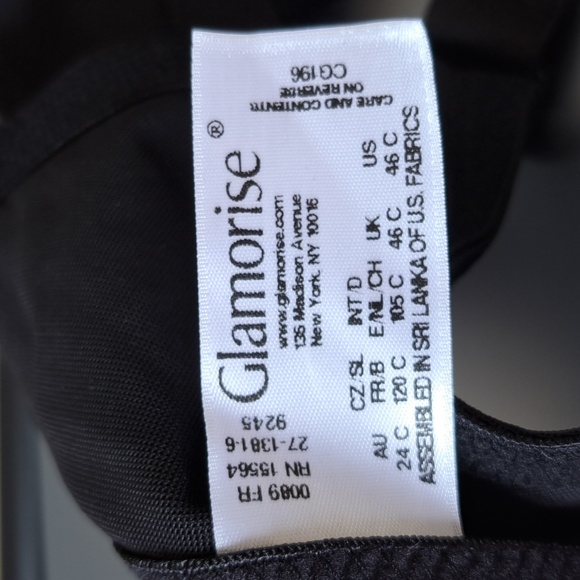 CARE AND CONTENT:
ON REVERSE
CG196
Glamorise®
www.glamorise.com
135 Madison Avenue
New York, NY 10016
CZ/SL INT/D
AU FR/B E/NL/CH UK US
24 C 120 C 105 C 46 C 46 C
ASSEMBLED IN SRI LANKA OF U.S. FABRICS
0089 FR
RN 15564
27-1381-6
9245